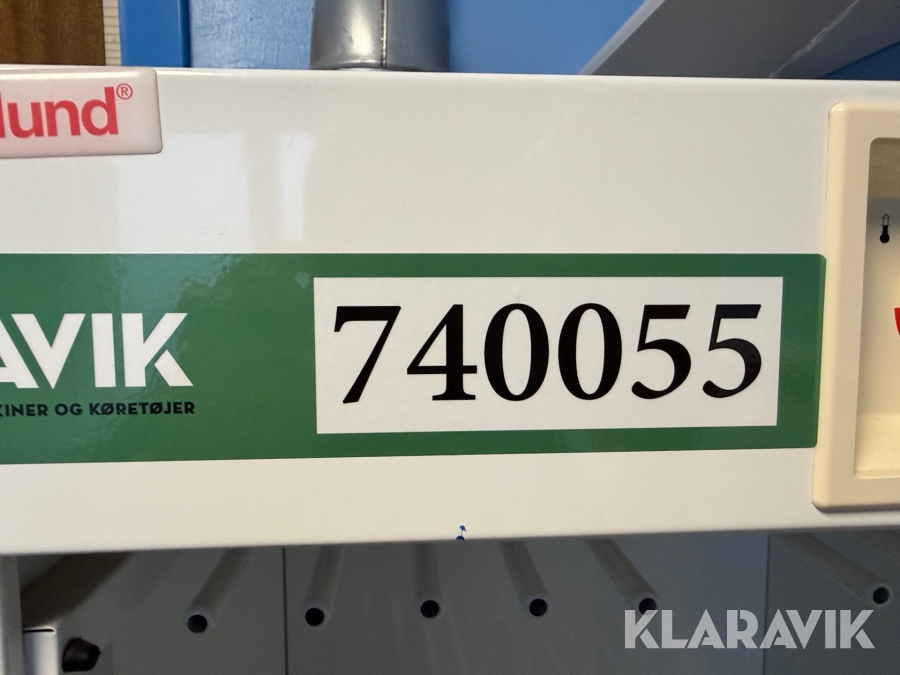 lund®
AVIK
740055
KINER OG KØRETØJER
KLARAVIK